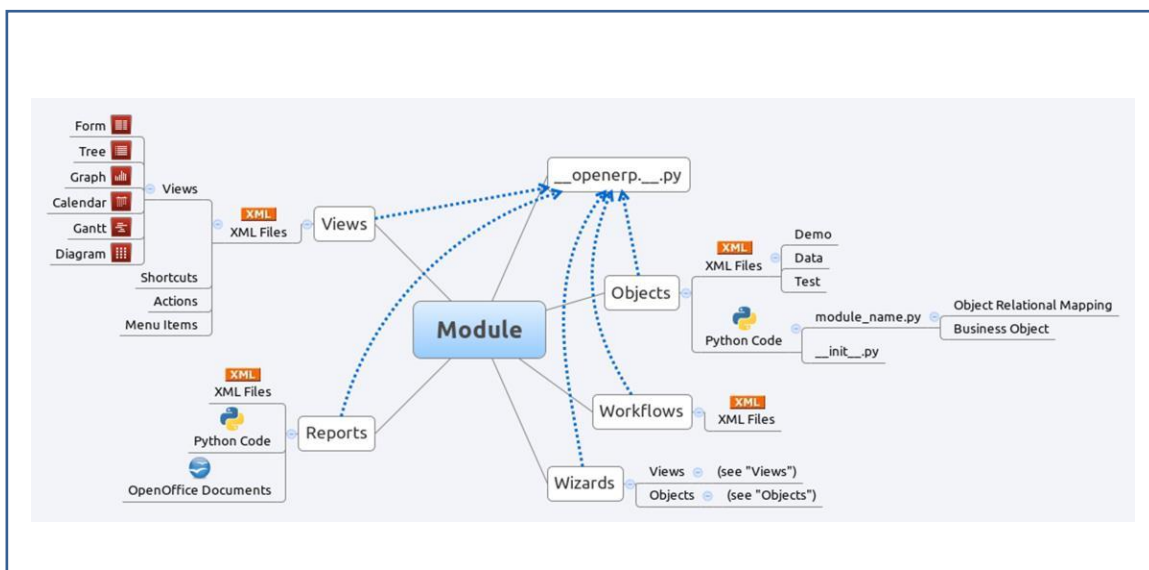 Form
Tree
Graph
Calendar
Gantt
Diagram
Views
XML
XML Files
Views
Shortcuts
Actions
Menu Items
__openerp.__.py
Objects
XML
XML Files
Demo
Data
Test
Python Code
module_name.py
Object Relational Mapping
Business Object
__init__.py
Module
XML
XML Files
Python Code
OpenOffice Documents
Reports
Workflows
XML
XML Files
Wizards
Views
(see "Views")
Objects
(see "Objects")